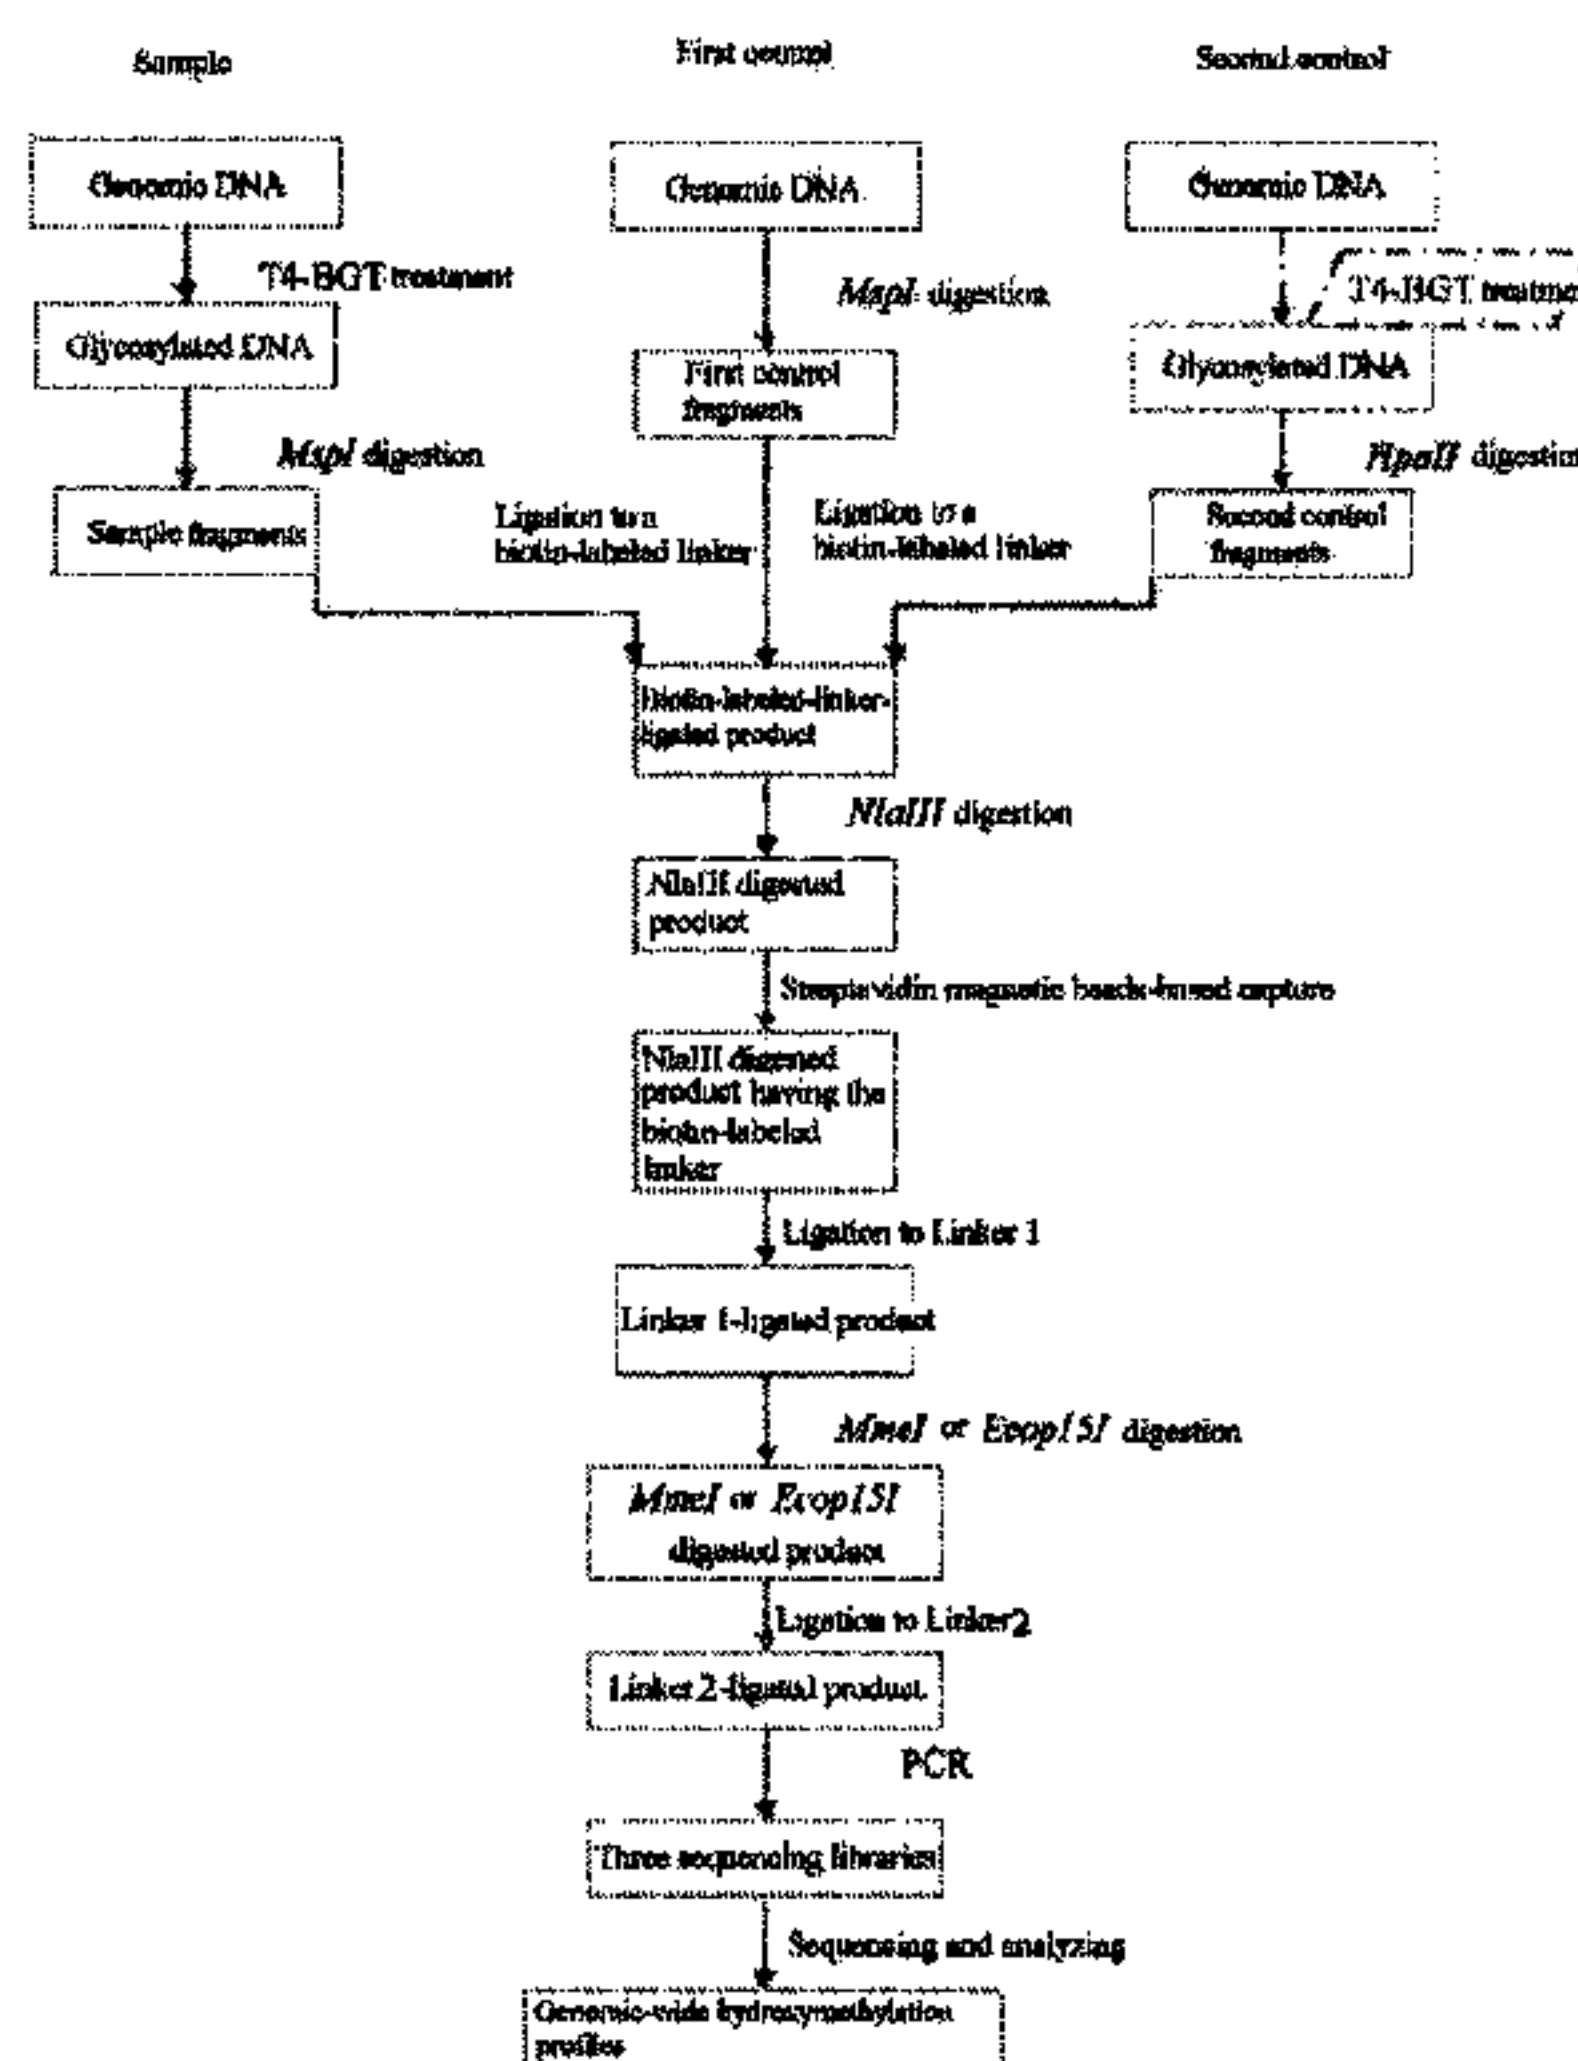 Sample
First control
Second control
Genomic DNA
Genomic DNA
Genomic DNA
T4-BGT treatment
MspI digestion
T4-BGT treatme
Glycosylated DNA
First control
fragments
Glycosylated DNA
MspI digestion
HpaII digestion
Sample fragments
Ligation to a
biotin-labeled linker
Ligation to a
biotin-labeled linker
Second control
fragments
Biotin-labeled-linker-
ligated product
NlaIII digestion
NlaIII digested
product
Streptavidin magnetic beads-based capture
NlaIII digested
product having the
biotin-labeled
linker
Ligation to Linker 1
Linker 1-ligated product
MmeI or Ecop15I digestion
MmeI or Ecop15I
digested product
Ligation to Linker2
Linker 2-ligated product
PCR
Three sequencing libraries
Sequencing and analyzing
Genomic-wide hydroxymethylation
profiles